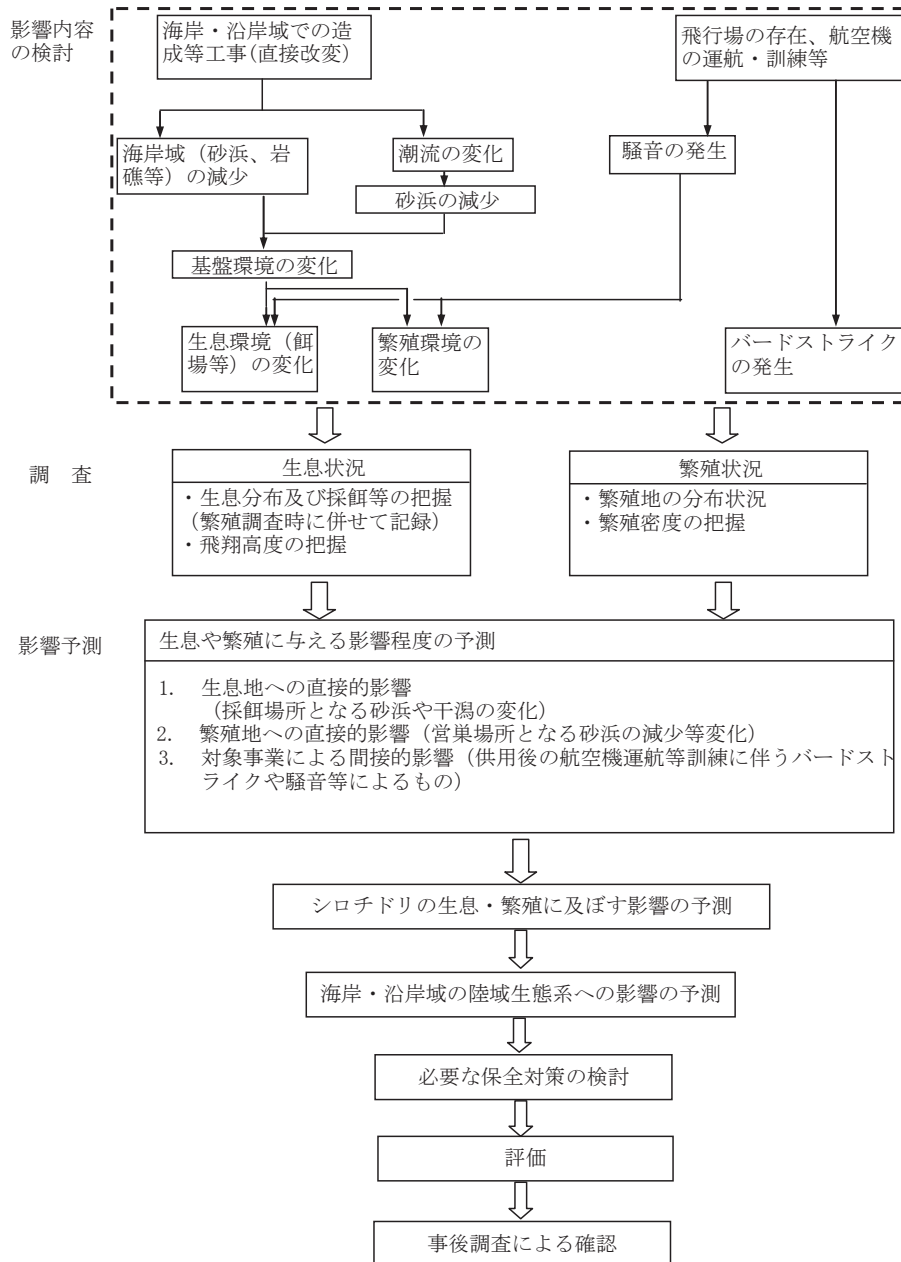 影響内容
の検討
海岸・沿岸域での造
成等工事(直接改変)
飛行場の存在、航空機
の運航・訓練等
海岸域（砂浜、岩
礁等）の減少
潮流の変化
騒音の発生
砂浜の減少
基盤環境の変化
生息環境（餌
場等）の変化
繁殖環境の
変化
バードストライク
の発生
調　査
生息状況
・生息分布及び採餌等の把握
（繁殖調査時に併せて記録）
・飛翔高度の把握
繁殖状況
・繁殖地の分布状況
・繁殖密度の把握
影響予測
生息や繁殖に与える影響程度の予測
1.　生息地への直接的影響
（採餌場所となる砂浜や干潟の変化）
2.　繁殖地への直接的影響（営巣場所となる砂浜の減少等変化）
3.　対象事業による間接的影響（供用後の航空機運航等訓練に伴うバードスト
ライクや騒音等によるもの）
シロチドリの生息・繁殖に及ぼす影響の予測
海岸・沿岸域の陸域生態系への影響の予測
必要な保全対策の検討
評価
事後調査による確認